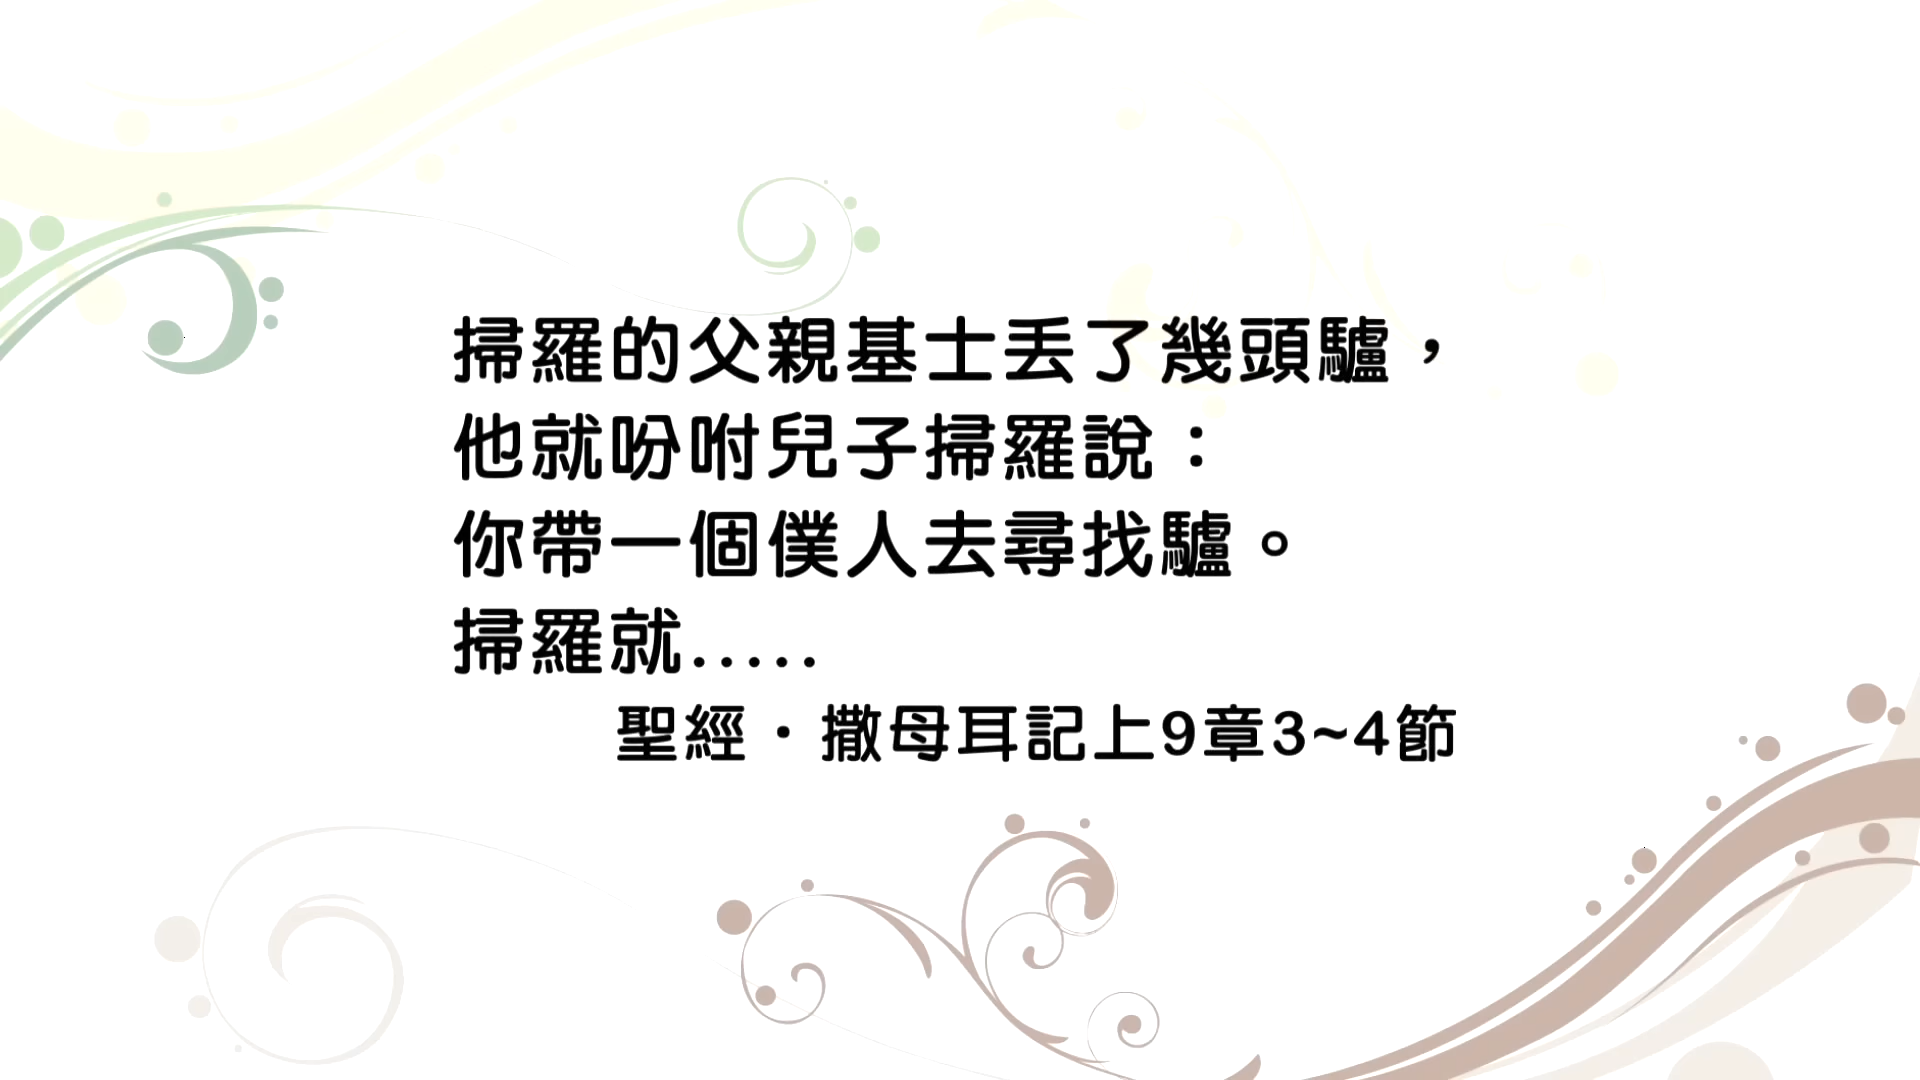 掃羅的父親基士丟了幾頭驢，
他就吩咐兒子掃羅說：
你帶一個僕人去尋找驢。
掃羅就.....
聖經．撒母耳記上9章3~4節